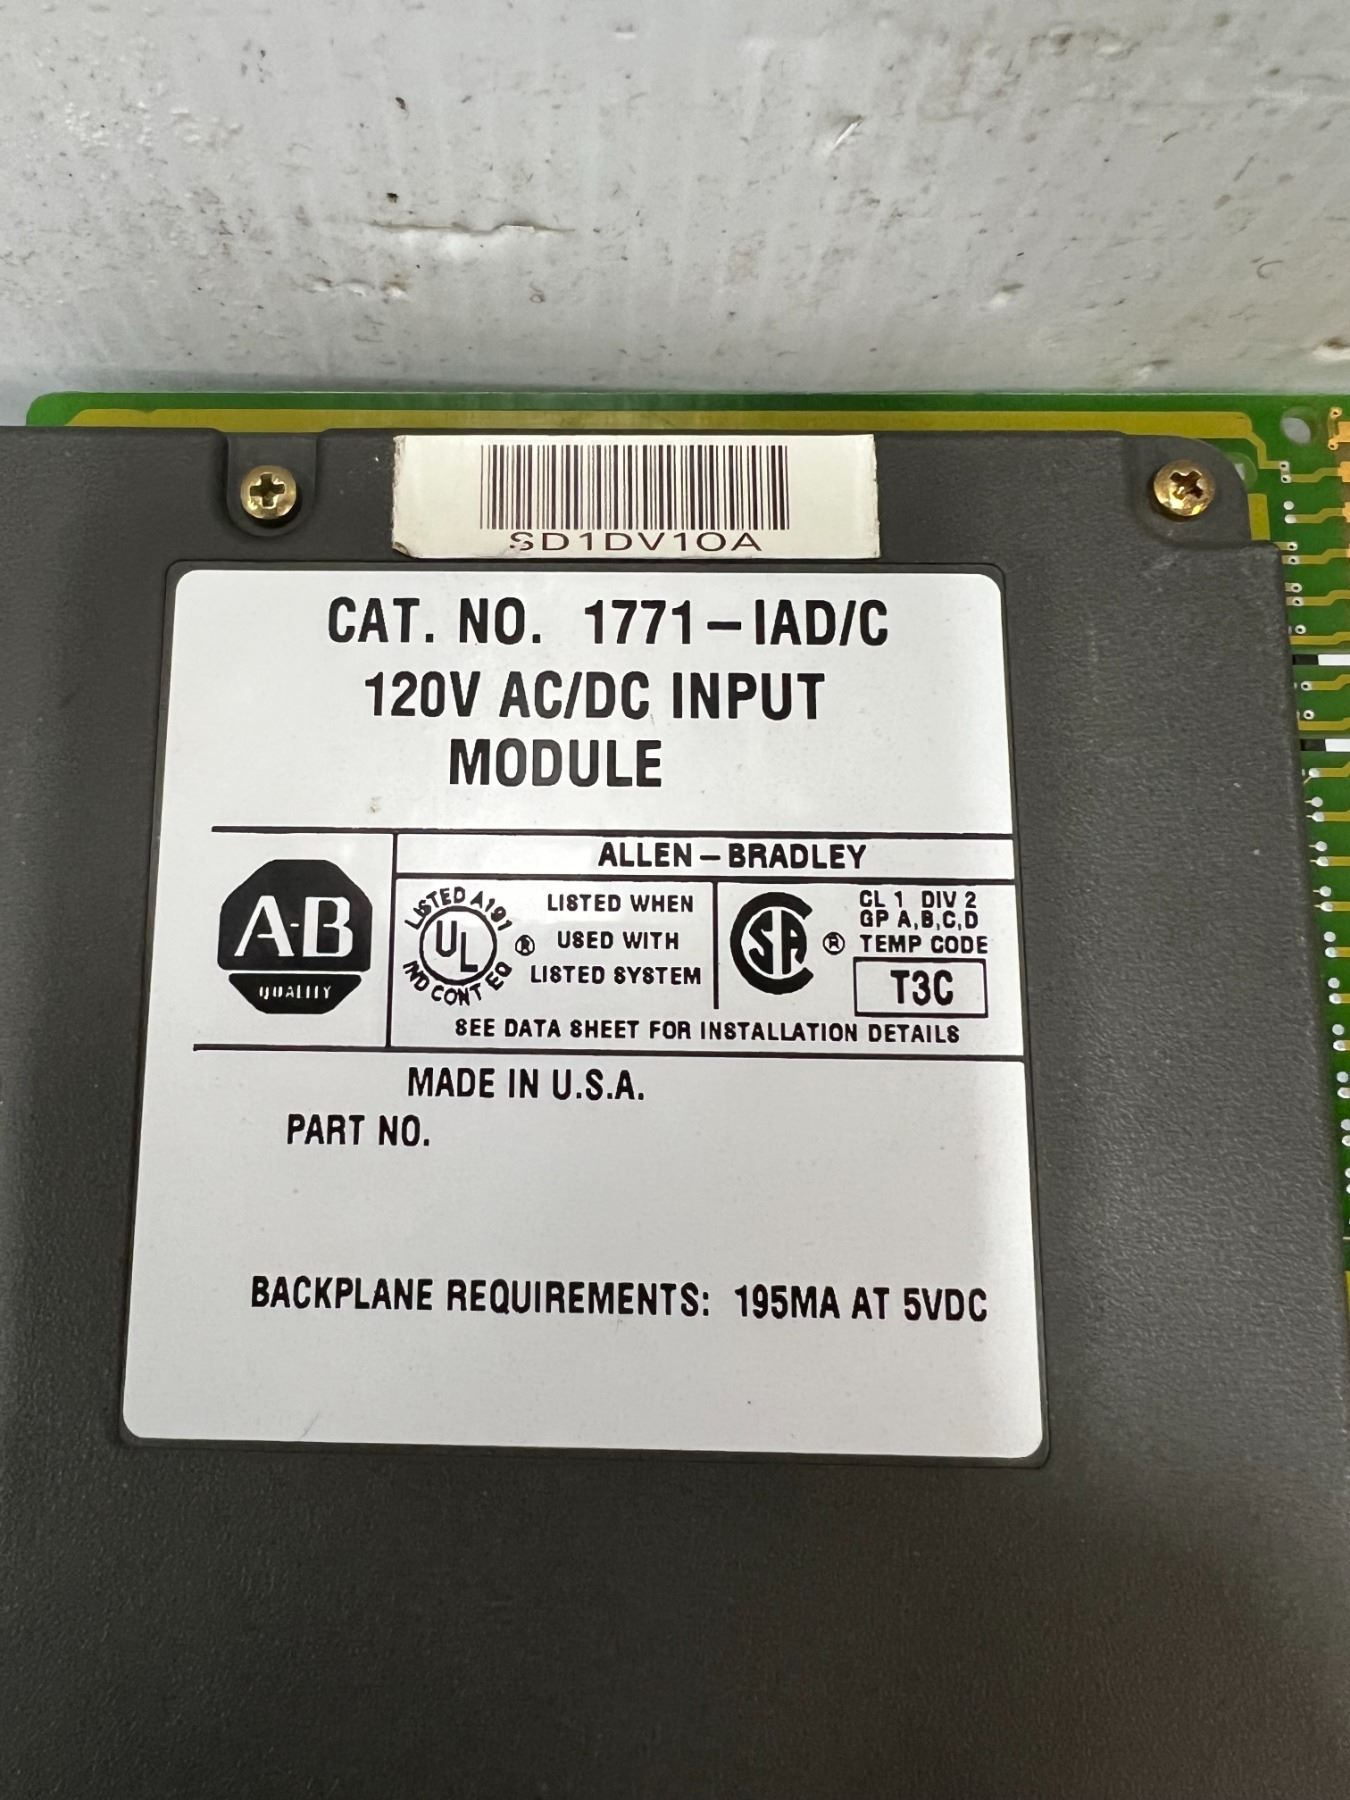 SD1DV10A
CAT. NO. 1771-IAD/C
120V AC/DC INPUT
MODULE
ALLEN-BRADLEY
A-B
QUALITY
LISTED A191
UL
IND CONT EQ
®
LISTED WHEN
USED WITH
LISTED SYSTEM
SA
®
CL 1 DIV 2
GP A,B,C,D
TEMP CODE
T3C
SEE DATA SHEET FOR INSTALLATION DETAILS
MADE IN U.S.A.
PART NO.
BACKPLANE REQUIREMENTS: 195MA AT 5VDC